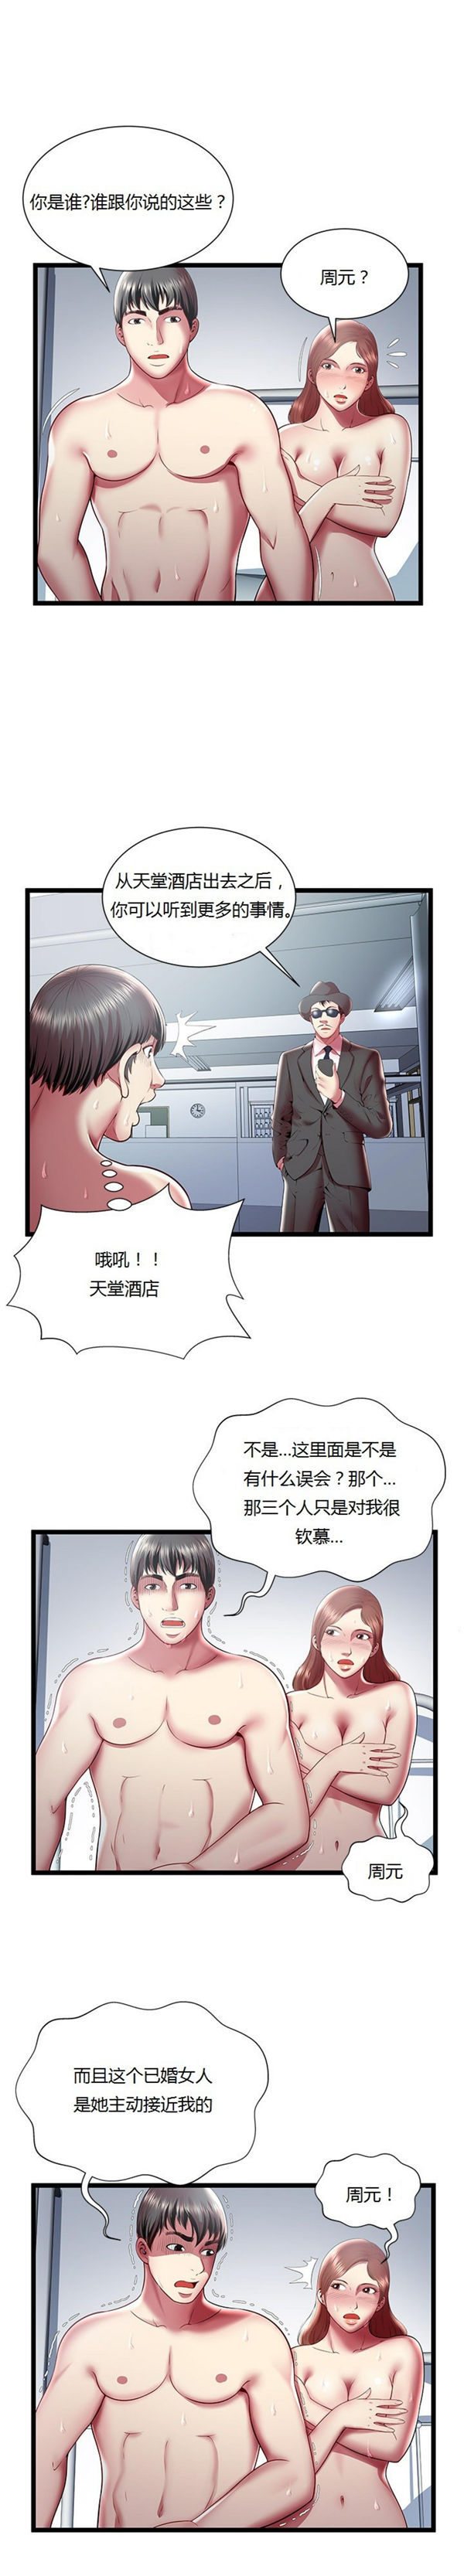 你是谁?谁跟你说的这些？
周元？
从天堂酒店出去之后，
你可以听到更多的事情。
哦吼！！
天堂酒店
不是...这里面是不是
有什么误会？那个...
那三个人只是对我很
钦慕...
周元
而且这个已婚女人
是她主动接近我的
周元！